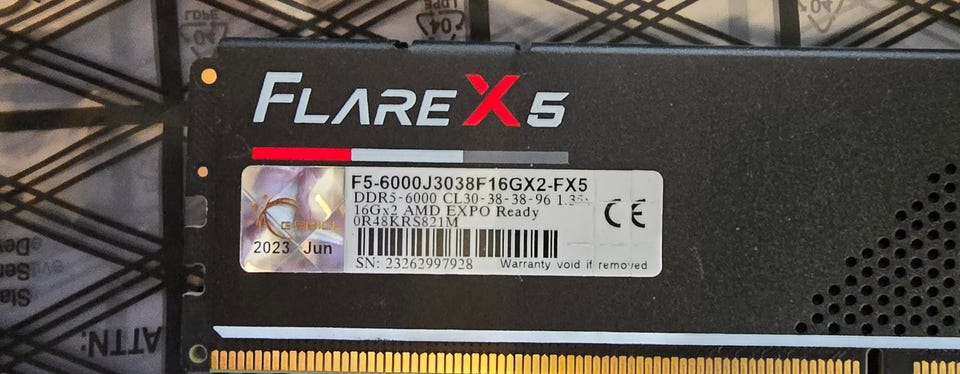 FLARE X5
F5-6000J3038F16GX2-FX5
DDR5-6000 CL30-38-38-96 1.35v
16Gx2 AMD EXPO Ready
0R48KRS821M
CE
G.SKILL
2023 Jun
SN: 23262997928
Warranty void if removed
ATTN: